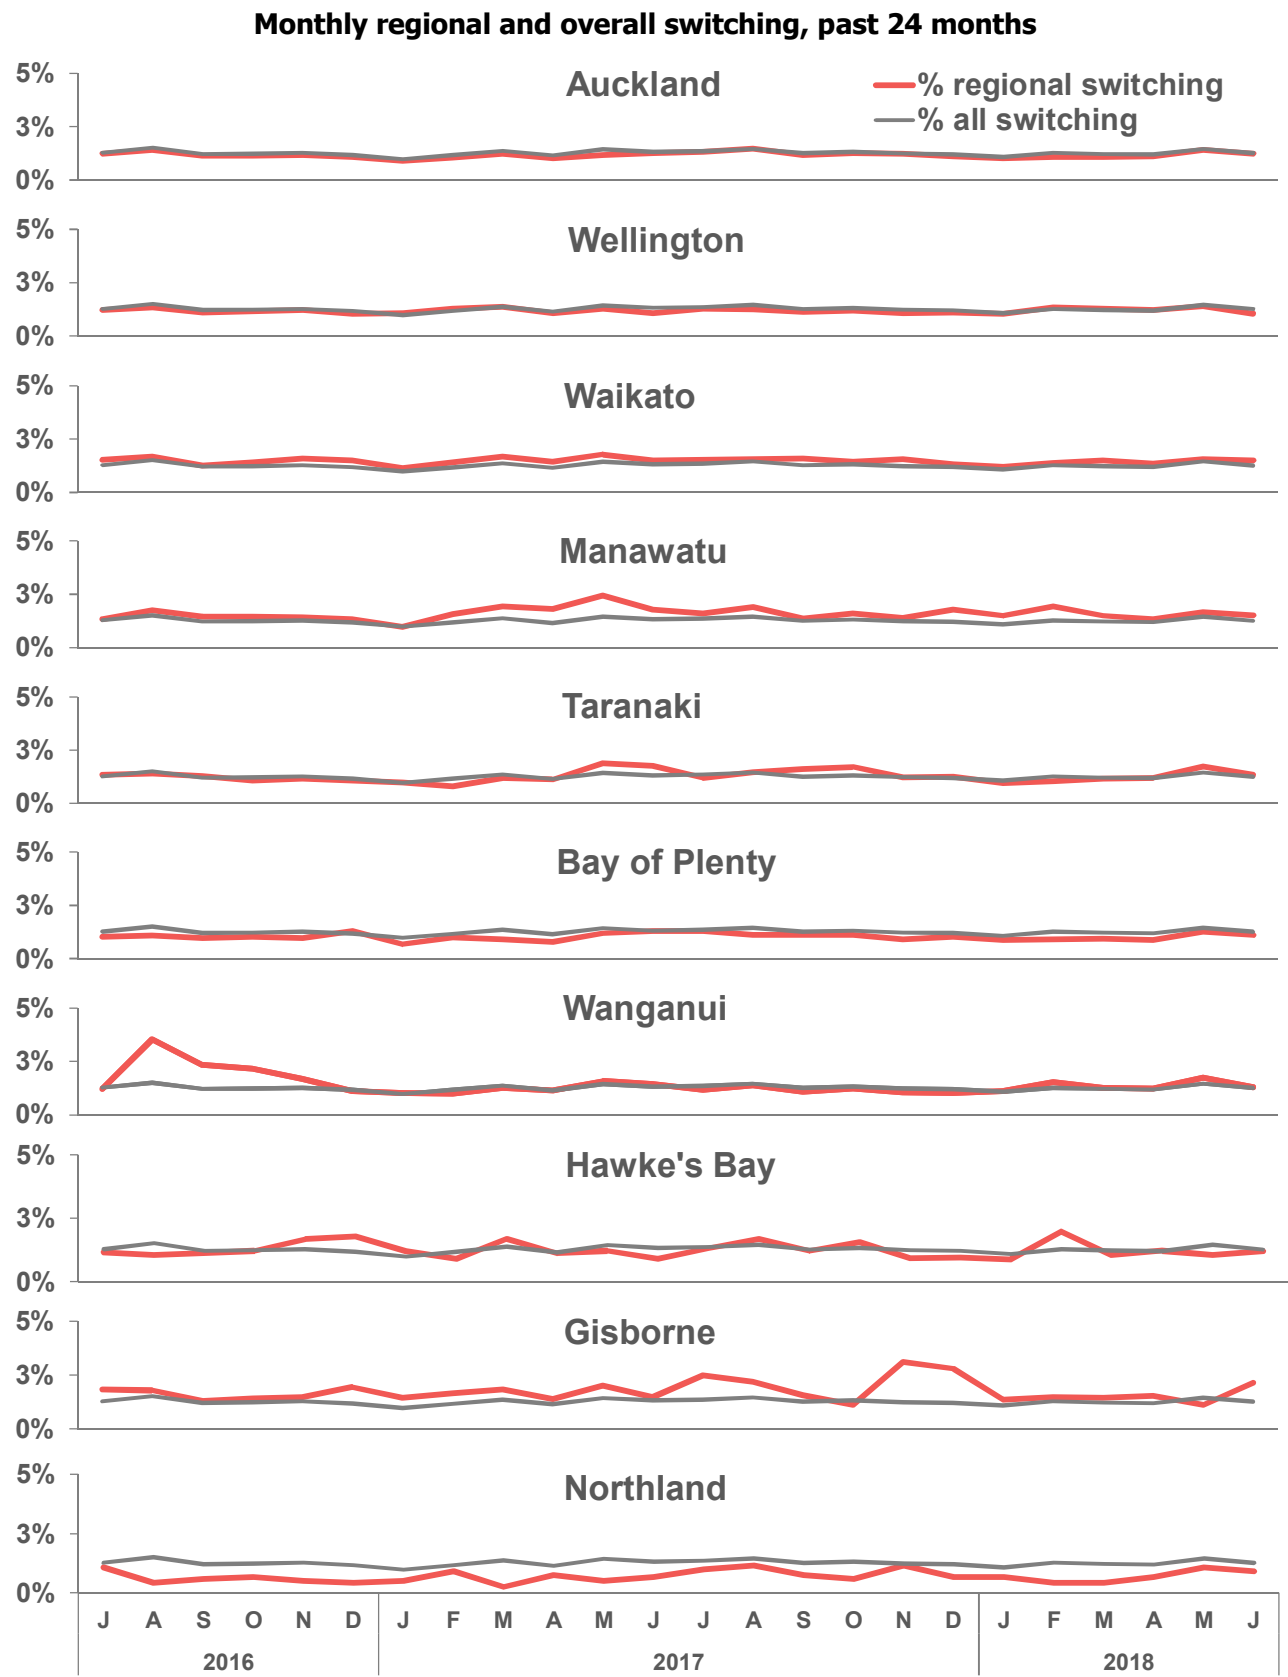 Monthly regional and overall switching, past 24 months
Auckland
% regional switching
% all switching
5%
3%
0%
Wellington
5%
3%
0%
Waikato
5%
3%
0%
Manawatu
5%
3%
0%
Taranaki
5%
3%
0%
Bay of Plenty
5%
3%
0%
Wanganui
5%
3%
0%
Hawke's Bay
5%
3%
0%
Gisborne
5%
3%
0%
Northland
5%
3%
0%
J A S O N D J F M A M J J A S O N D J F M A M J
2016 2017 2018